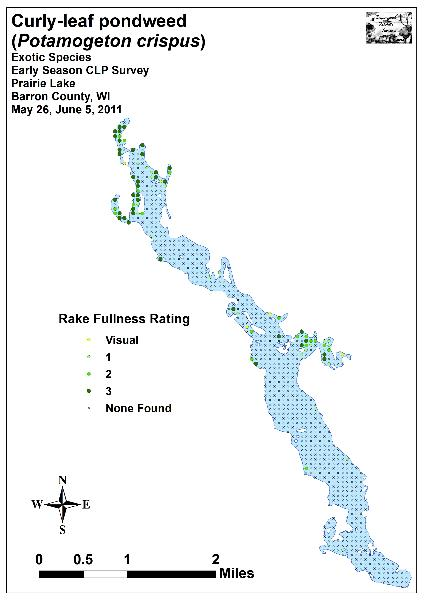 Curly-leaf pondweed
(Potamogeton crispus)
Exotic Species
Early Season CLP Survey
Prairie Lake
Barron County, WI
May 26, June 5, 2011
Rake Fullness Rating
Visual
1
2
3
None Found
N
W E
S
0 0.5 1 2
Miles